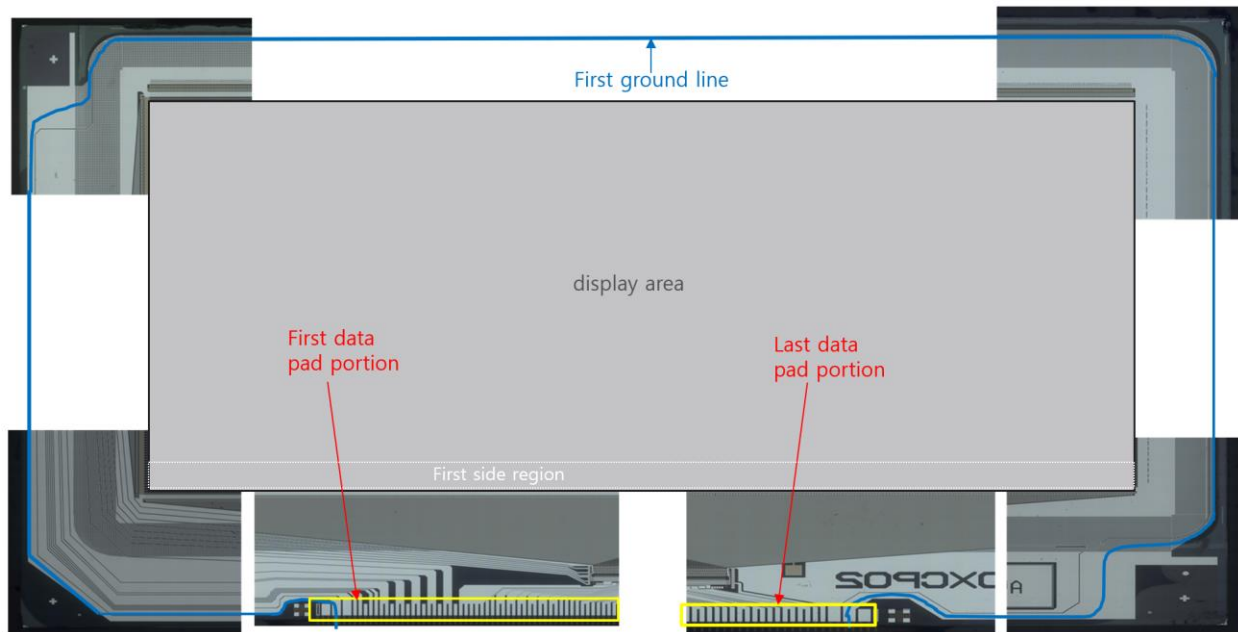 First ground line
display area
First data
pad portion
Last data
pad portion
First side region
A